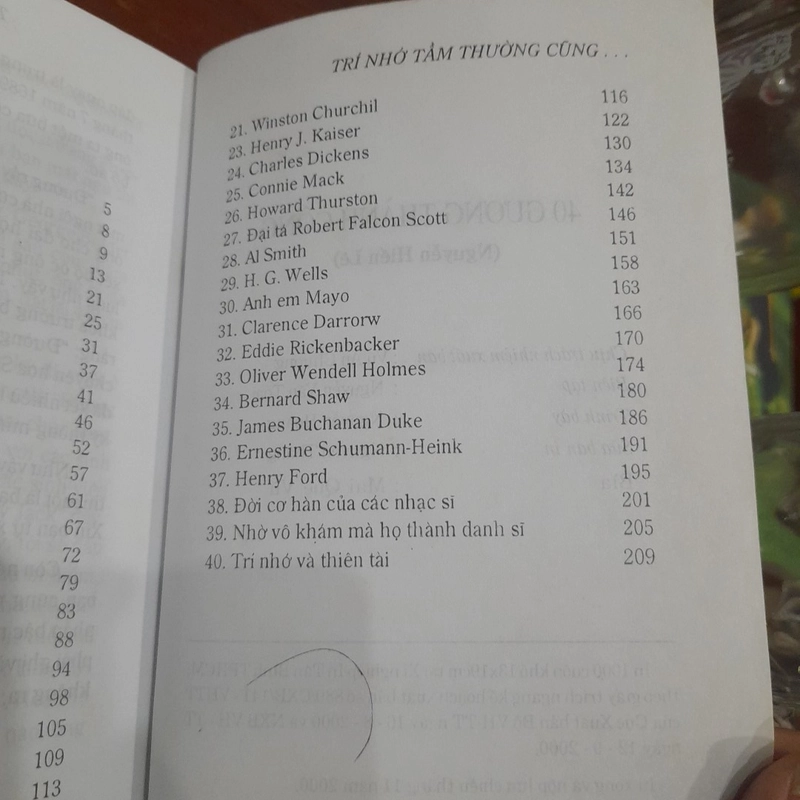 5
8
9
13
21
25
31
37
41
46
52
57
61
67
72
79
83
88
94
98
105
109
113
TRÍ NHỚ TẦM THƯỜNG CŨNG . . .
21. Winston Churchil 116
23. Henry J. Kaiser 122
24. Charles Dickens 130
25. Connie Mack 134
26. Howard Thurston 142
27. Đại tá Robert Falcon Scott 146
28. Al Smith 151
29. H. G. Wells 158
30. Anh em Mayo 163
31. Clarence Darrorw 166
32. Eddie Rickenbacker 170
33. Oliver Wendell Holmes 174
34. Bernard Shaw 180
35. James Buchanan Duke 186
36. Ernestine Schumann-Heink 191
37. Henry Ford 195
38. Đời cơ hàn của các nhạc sĩ 201
39. Nhờ vô khám mà họ thành danh sĩ 205
40. Trí nhớ và thiên tài 209